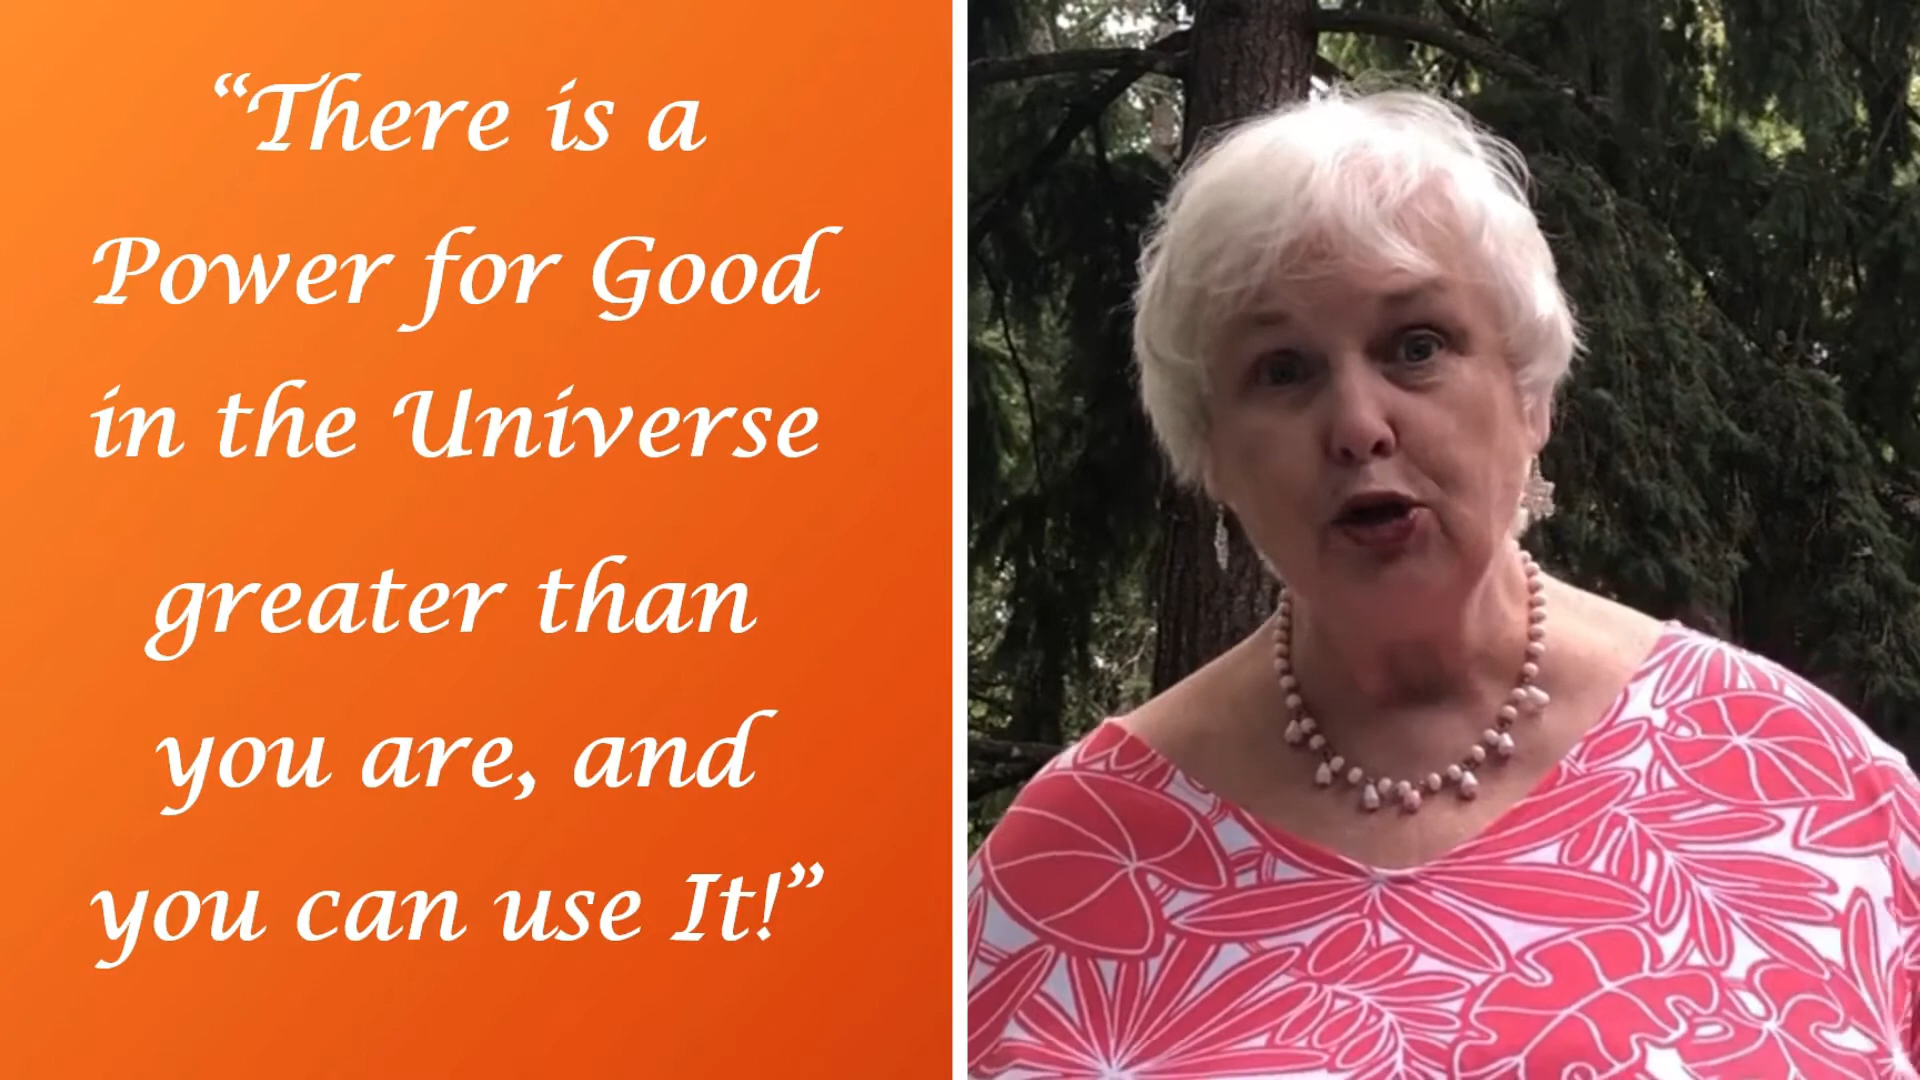 “There is a
Power for Good
in the Universe
greater than
you are, and
you can use It!”